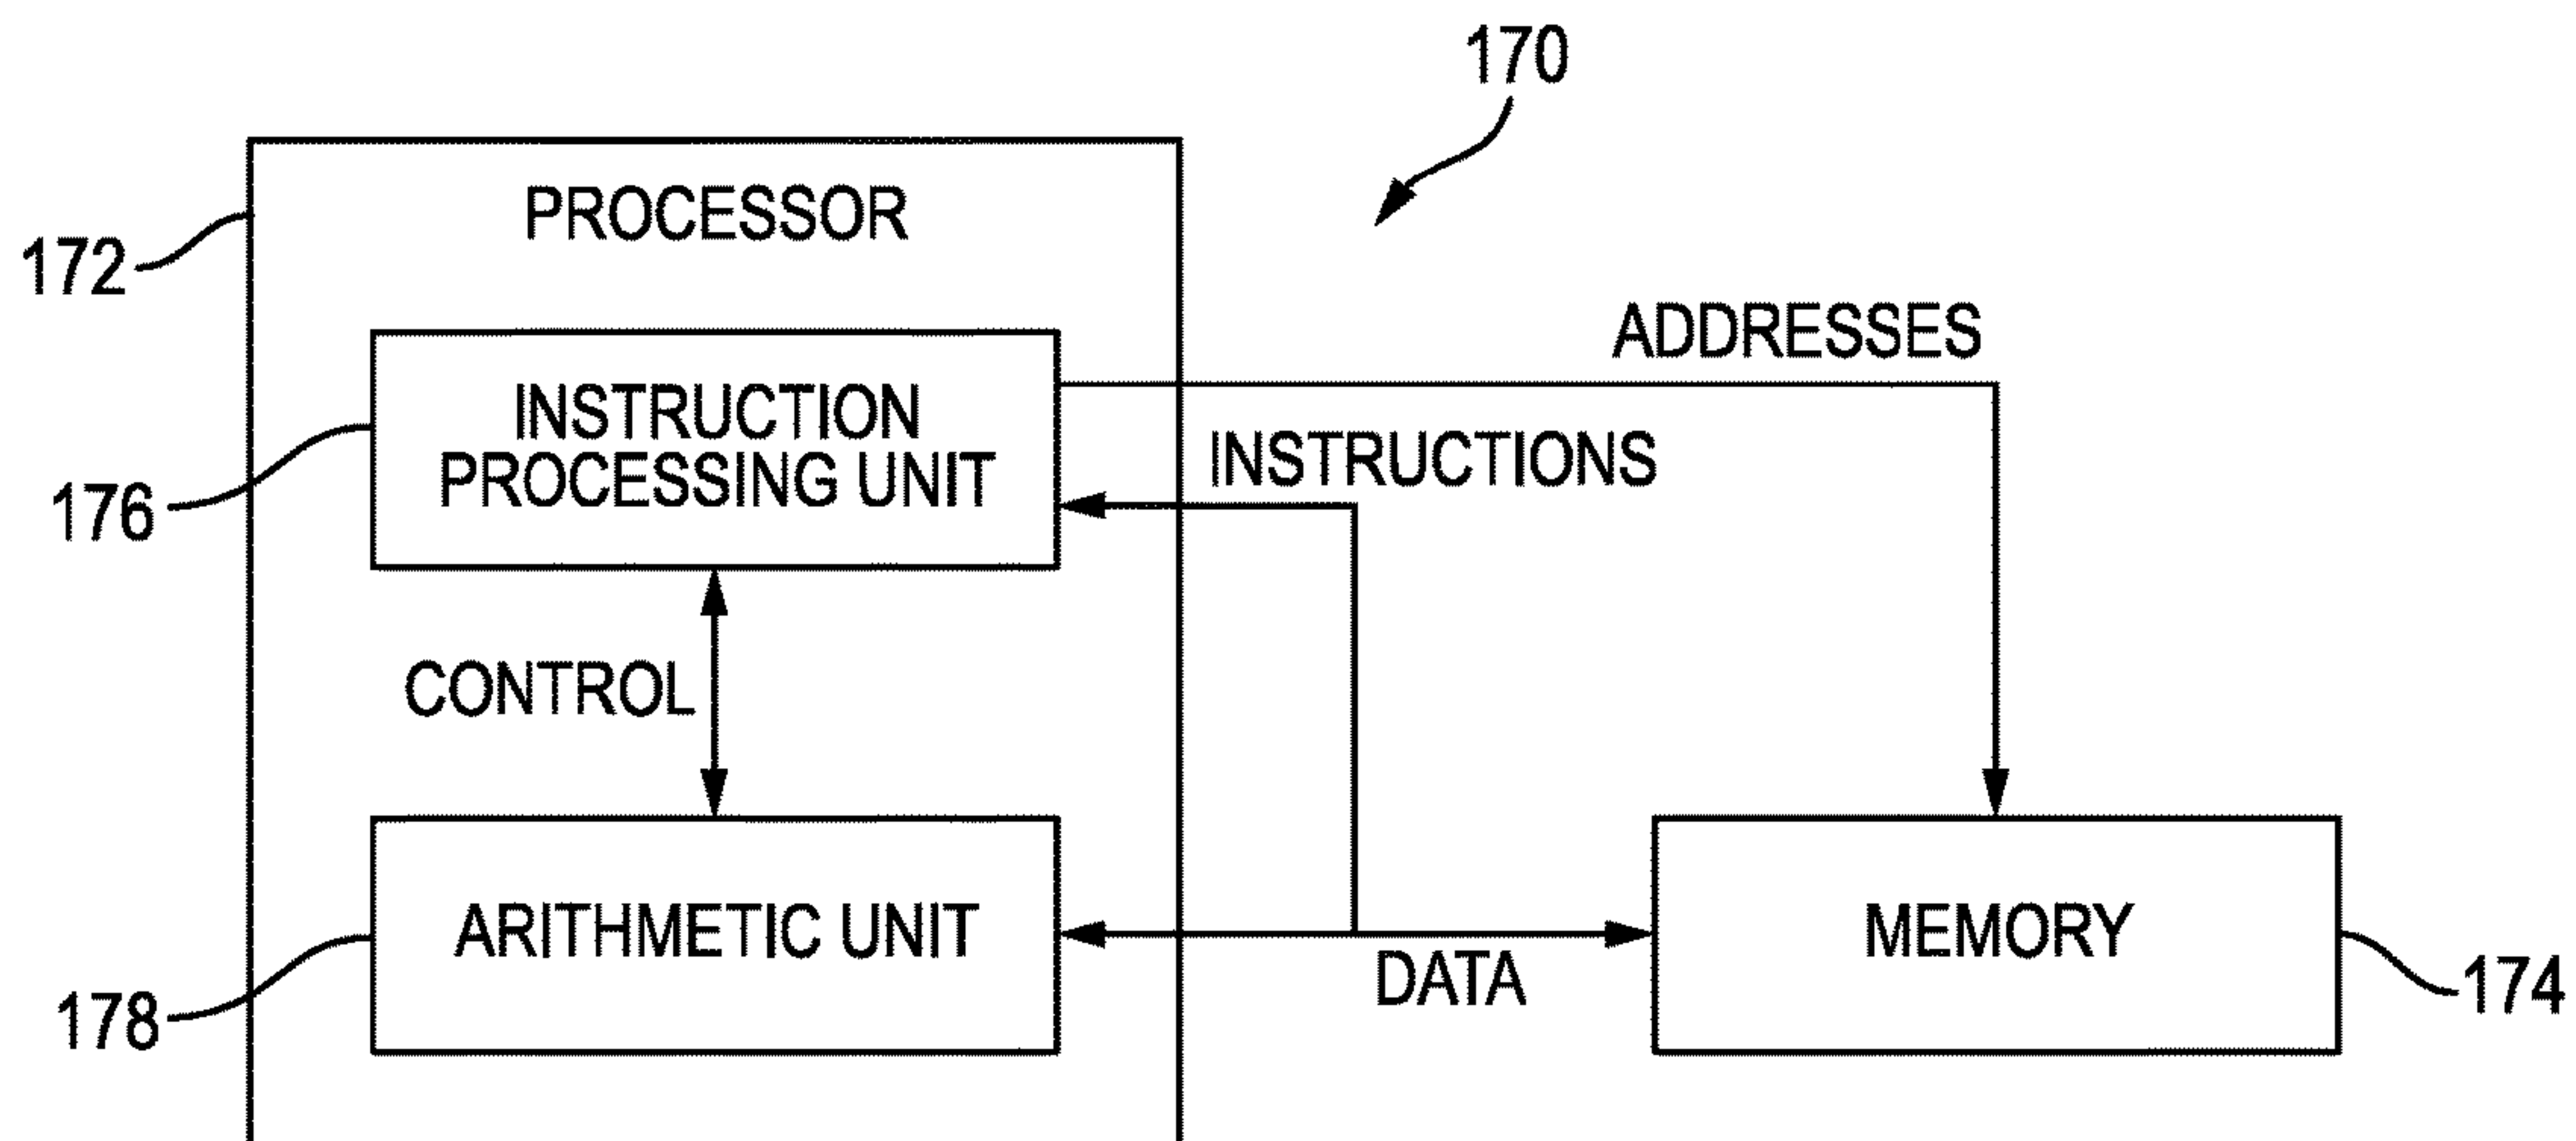 170
PROCESSOR
172
ADDRESSES
INSTRUCTION
PROCESSING UNIT
INSTRUCTIONS
176
CONTROL
ARITHMETIC UNIT
MEMORY
DATA
178
174